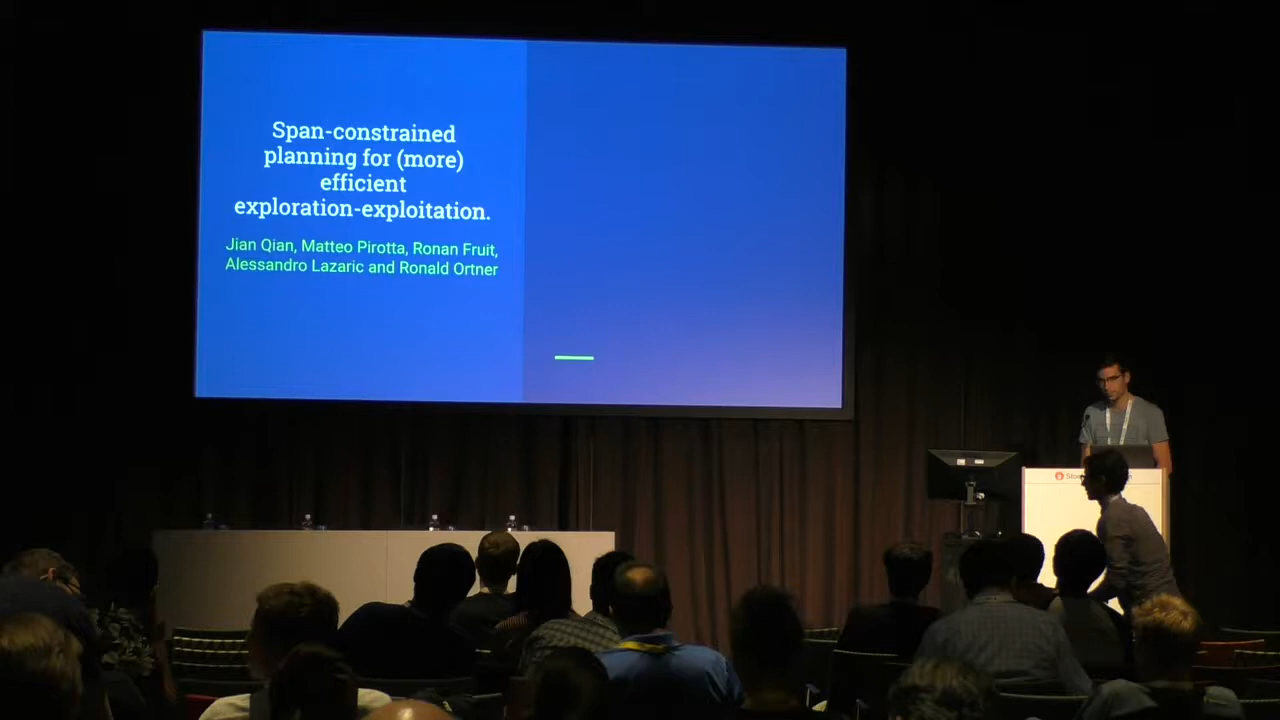 Span-constrained
planning for (more)
efficient
exploration-exploitation.
Jian Qian, Matteo Pirotta, Ronan Fruit,
Alessandro Lazaric and Ronald Ortner